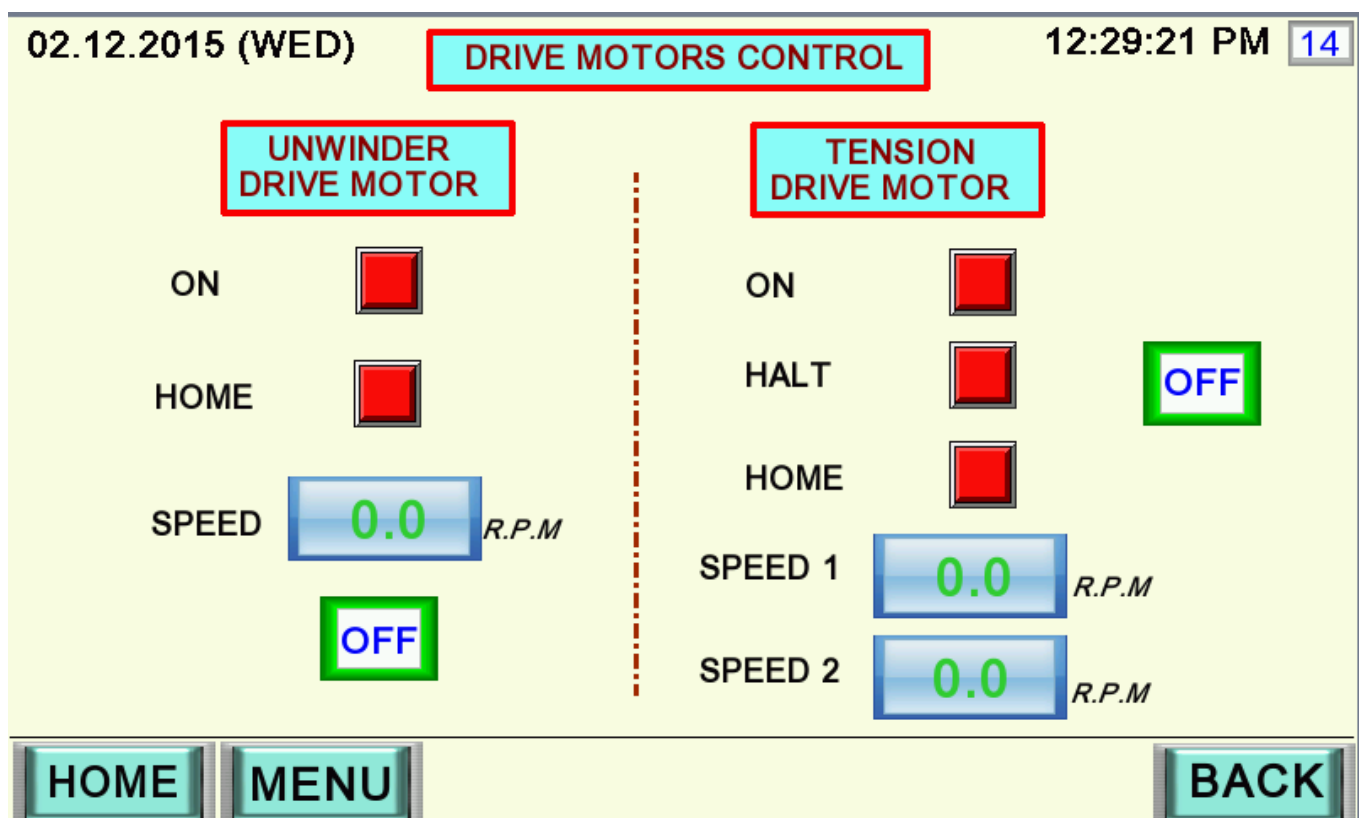 02.12.2015 (WED)
DRIVE MOTORS CONTROL
12:29:21 PM
14
UNWINDER
DRIVE MOTOR
ON
HOME
SPEED
0.0
R.P.M
OFF
TENSION
DRIVE MOTOR
ON
HALT
OFF
HOME
SPEED 1
0.0
R.P.M
SPEED 2
0.0
R.P.M
HOME
MENU
BACK